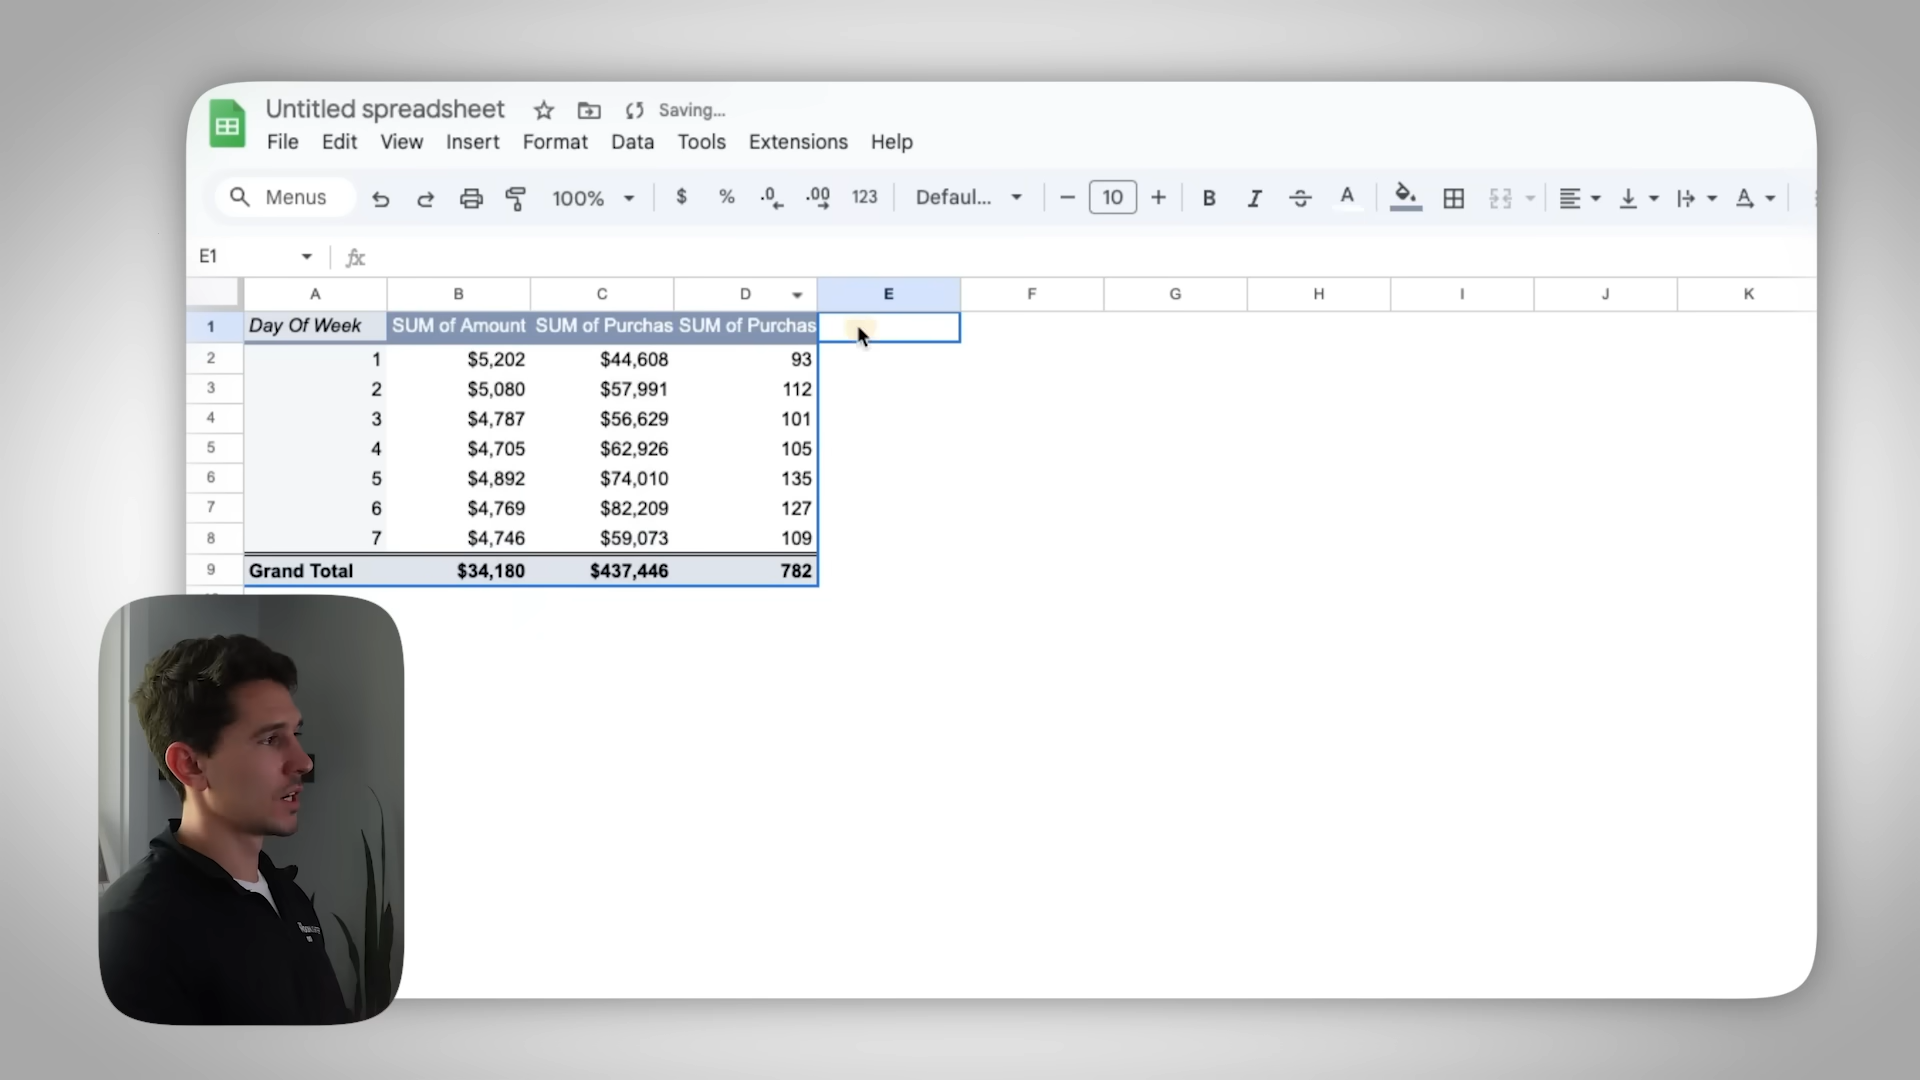 Untitled spreadsheet Saving...
File Edit View Insert Format Data Tools Extensions Help
Menus 100% $ % .0 .00 123 Defaul... 10 B I S A A
E1 fx
A B C D E F G H I J K
1 Day Of Week SUM of Amount SUM of Purchas SUM of Purchas
2 1 $5,202 $44,608 93
3 2 $5,080 $57,991 112
4 3 $4,787 $56,629 101
5 4 $4,705 $62,926 105
6 5 $4,892 $74,010 135
7 6 $4,769 $82,209 127
8 7 $4,746 $59,073 109
9 Grand Total $34,180 $437,446 782